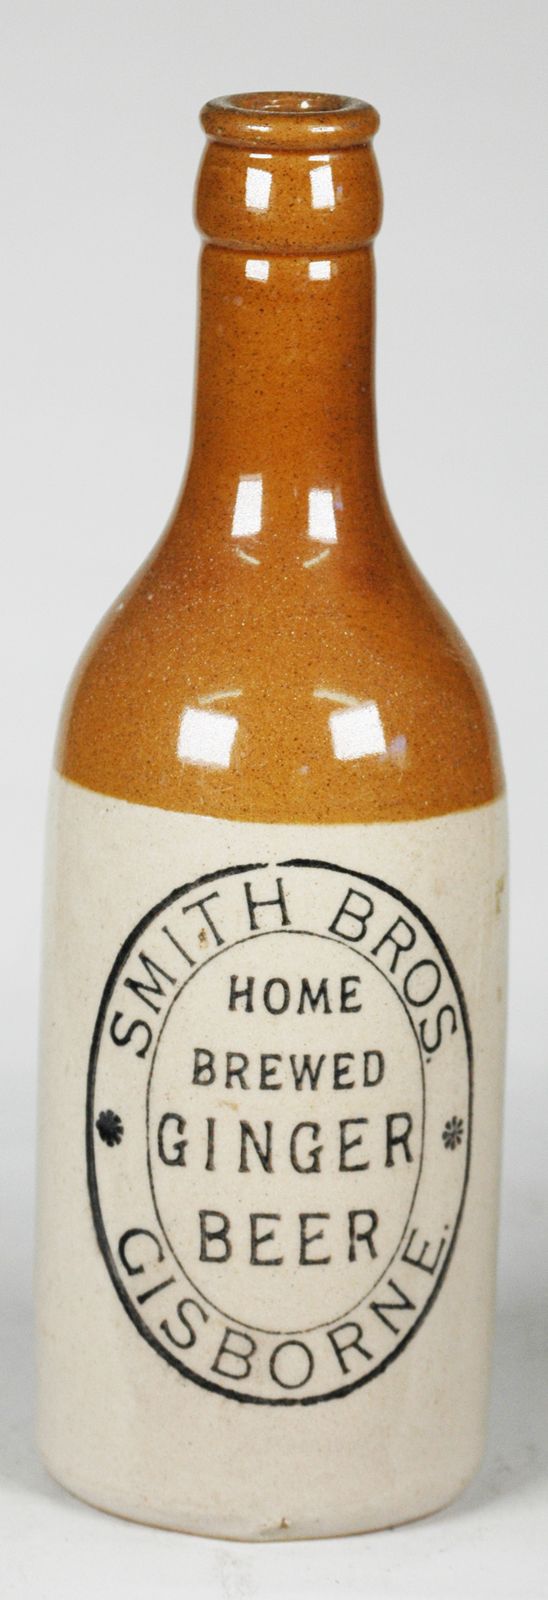 SMITH BROS.
HOME
BREWED
GINGER
BEER
GISBORNE.